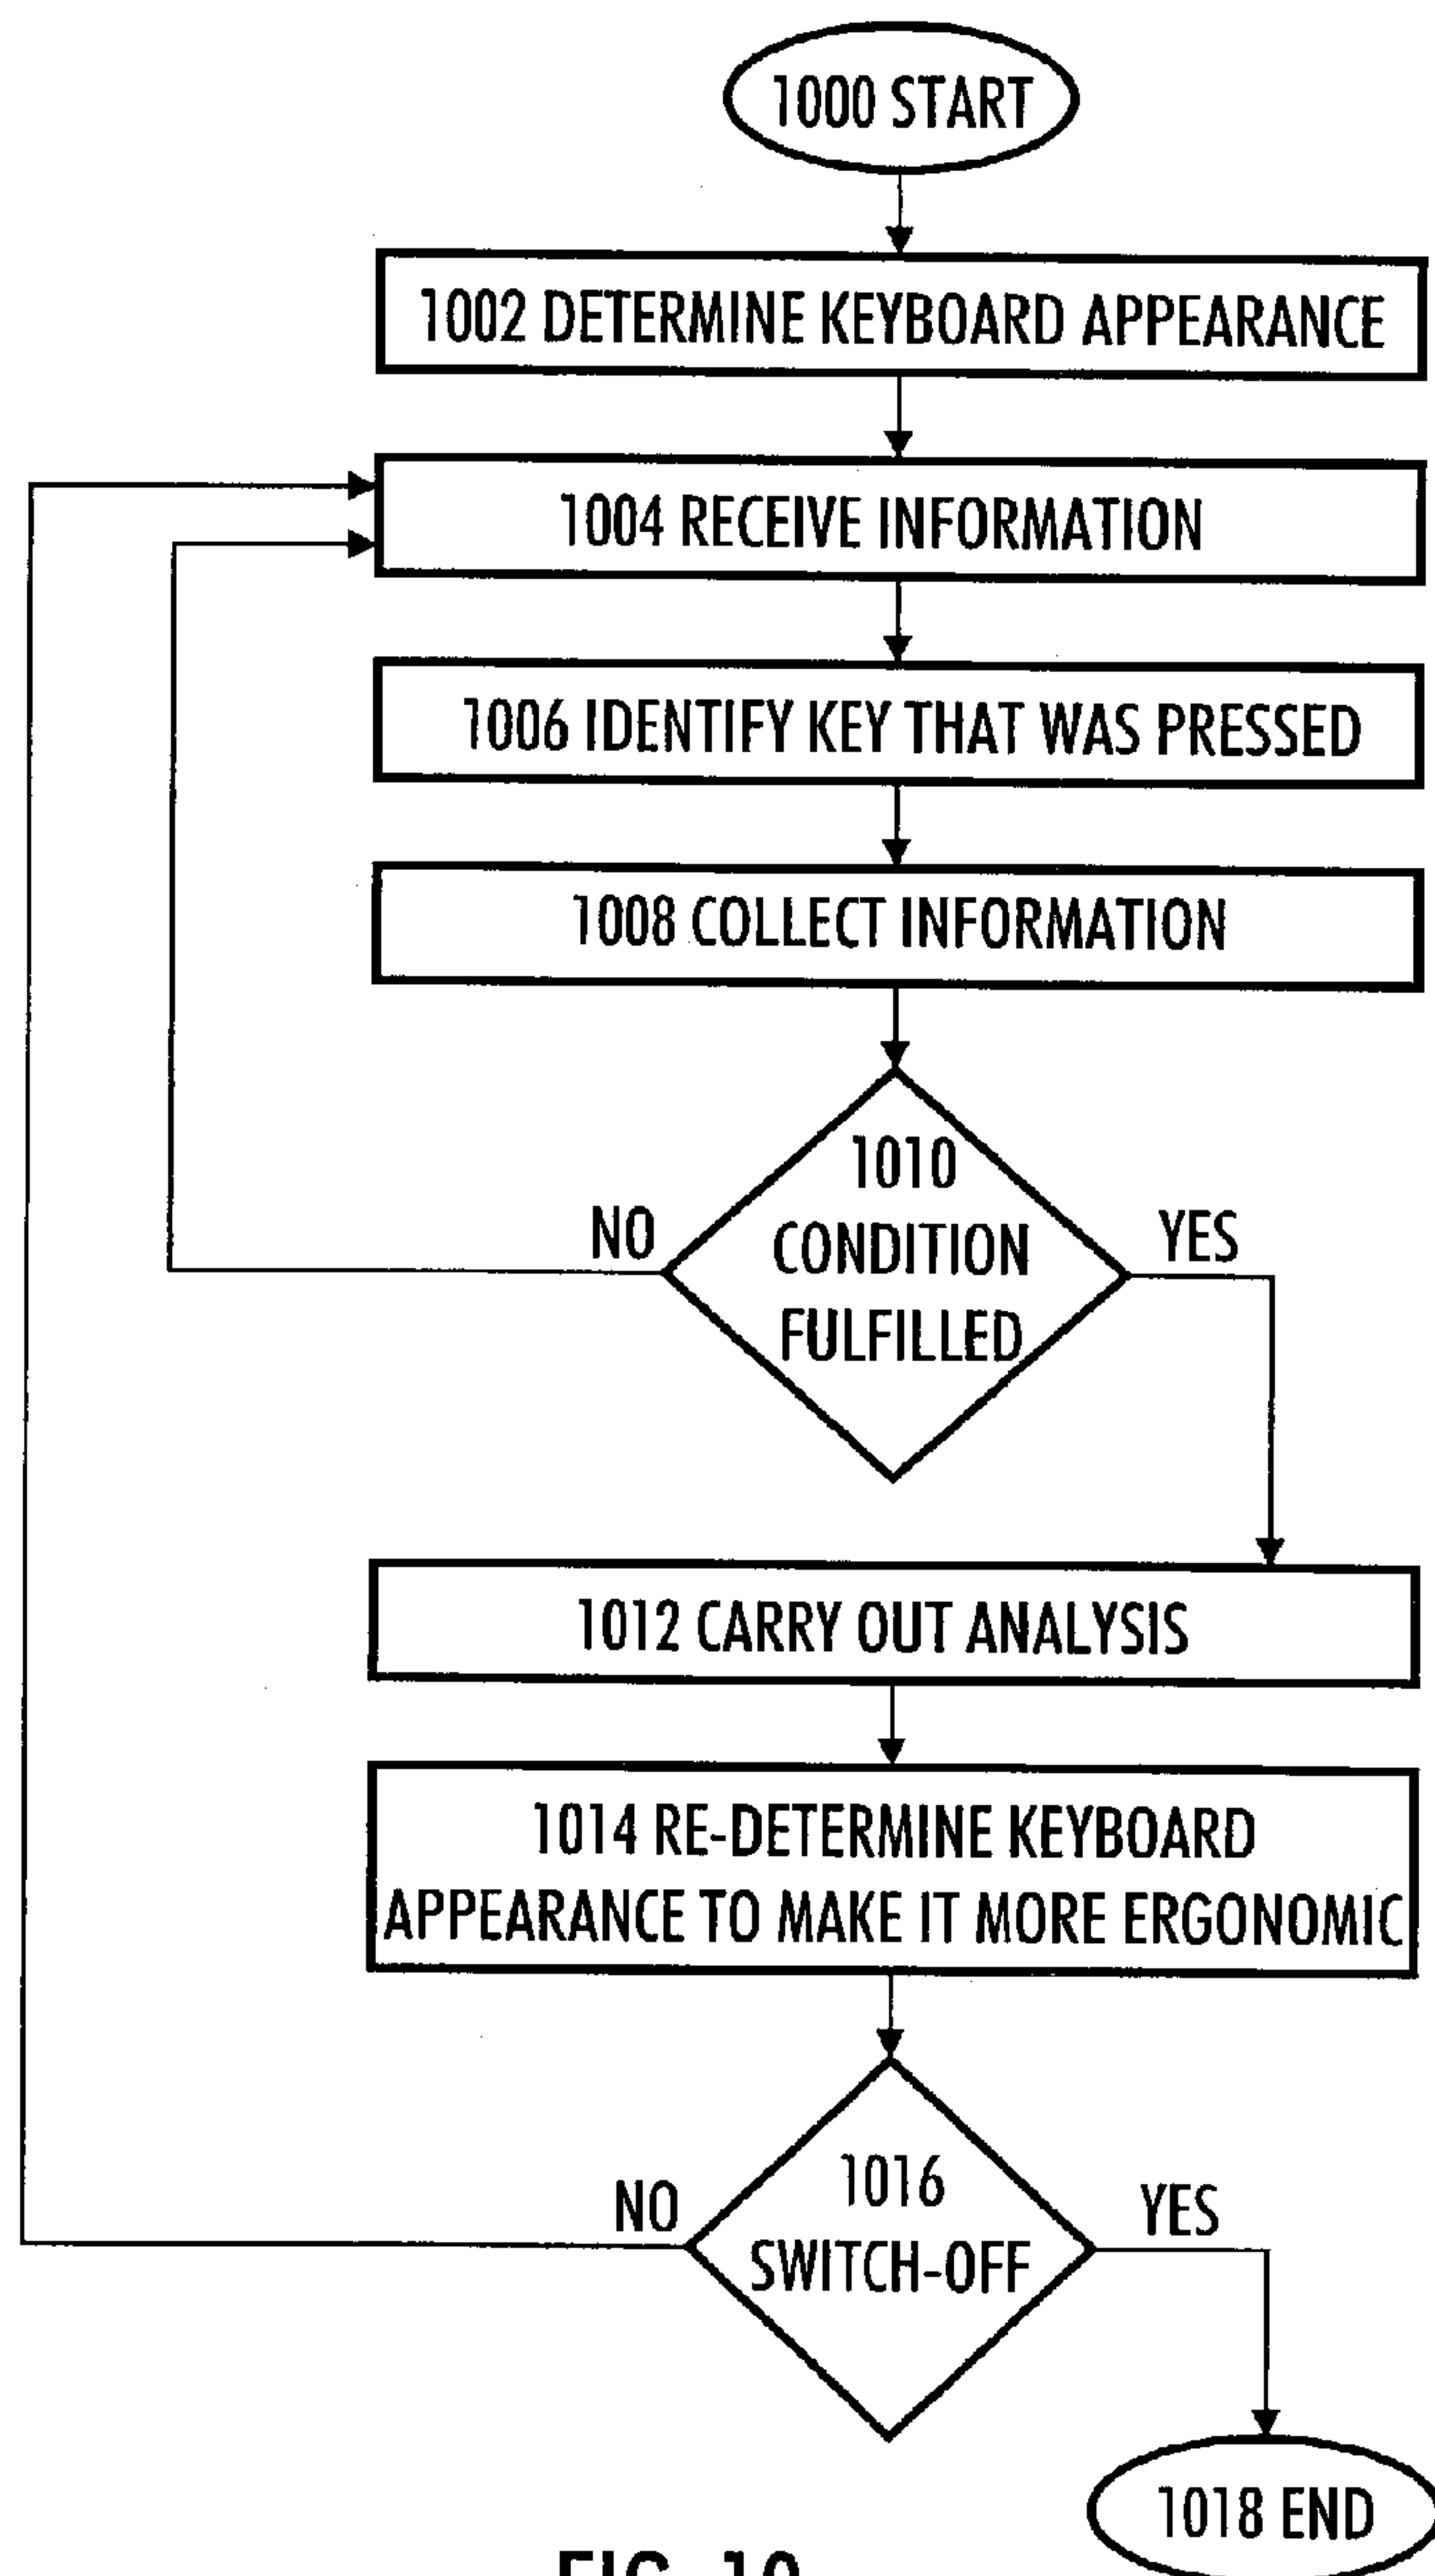 1000 START
1002 DETERMINE KEYBOARD APPEARANCE
1004 RECEIVE INFORMATION
1006 IDENTIFY KEY THAT WAS PRESSED
1008 COLLECT INFORMATION
1010
CONDITION
FULFILLED
NO
YES
1012 CARRY OUT ANALYSIS
1014 RE-DETERMINE KEYBOARD
APPEARANCE TO MAKE IT MORE ERGONOMIC
1016
SWITCH-OFF
NO
YES
1018 END
FIG. 10